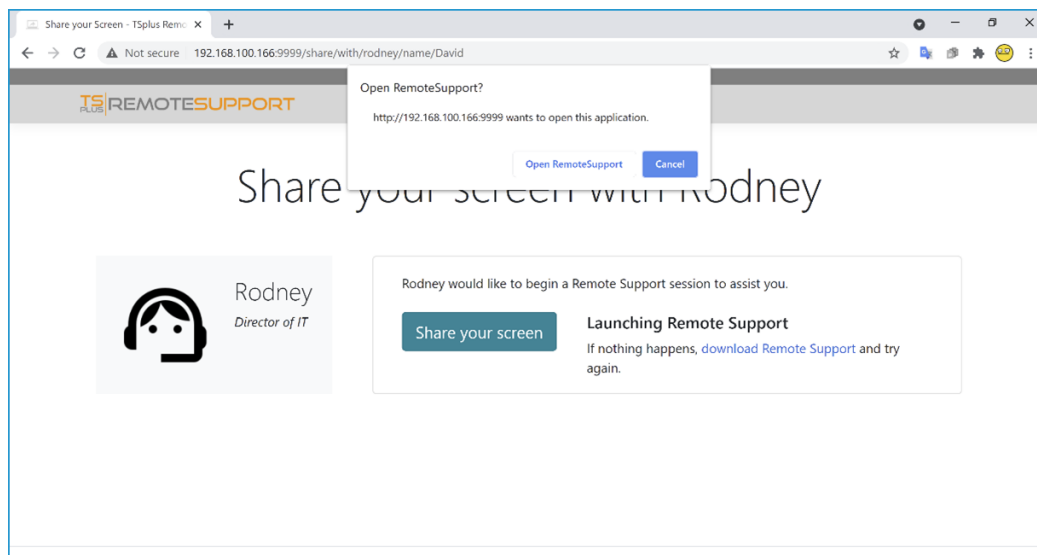 Share your Screen - TSplus Remo
Not secure 192.168.100.166:9999/share/with/rodney/name/David
Open RemoteSupport?
http://192.168.100.166:9999 wants to open this application.
Open RemoteSupport Cancel
TS PLUS REMOTESUPPORT
Share your screen with Rodney
Rodney
Director of IT
Rodney would like to begin a Remote Support session to assist you.
Share your screen
Launching Remote Support
If nothing happens, download Remote Support and try
again.